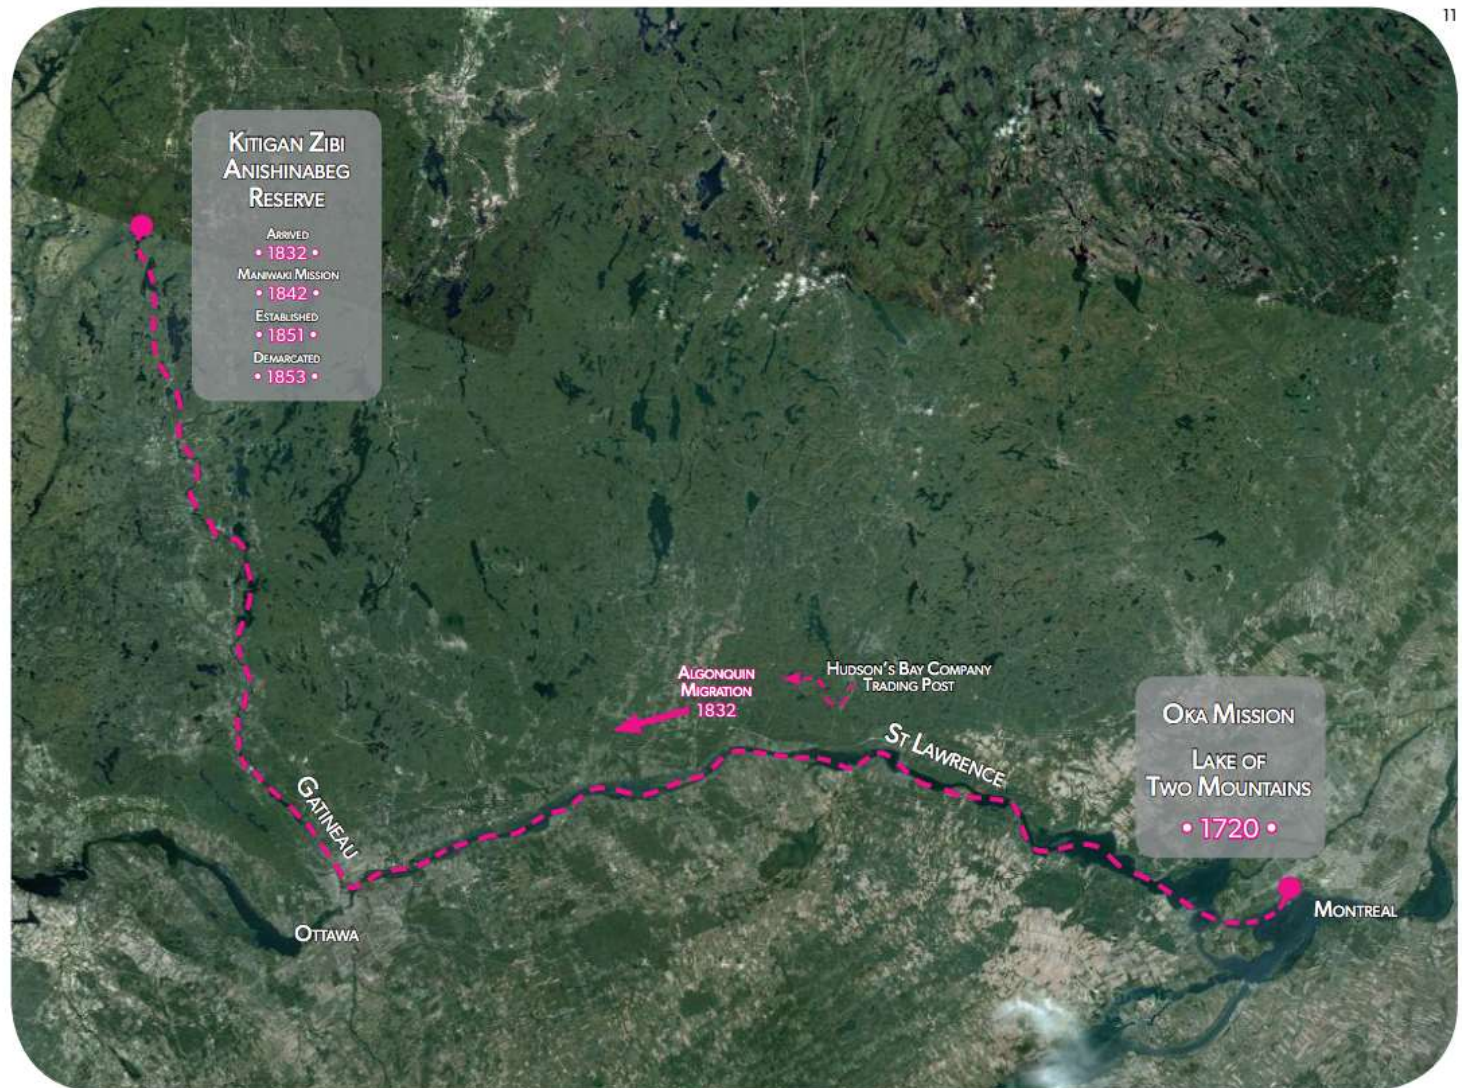 11
Kitigan Zibi
Anishinabeg
Reserve
Arrived
• 1832 •
Maniwaki Mission
• 1842 •
Established
• 1851 •
Demarcated
• 1853 •
Algonquin
Migration
1832
Hudson's Bay Company
Trading Post
St Lawrence
Oka Mission
Lake of
Two Mountains
• 1720 •
Gatineau
Ottawa
Montreal